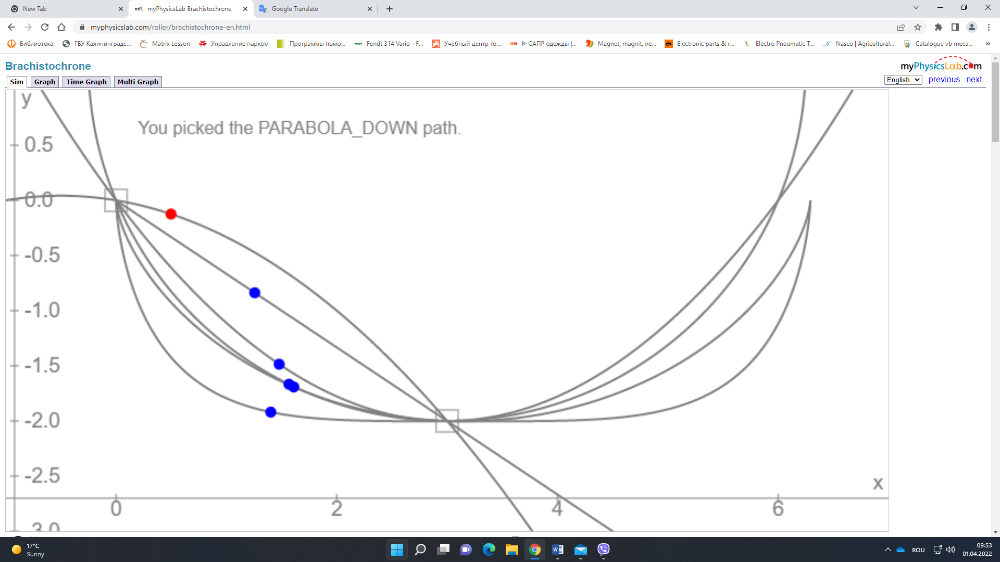 New Tab
mPL myPhysicsLab Brachistochrone
Google Translate
myphysicslab.com/roller/brachistochrone-en.html
Библиотека
ГБУ Калининградс...
Matrix Lesson
Управление парком
Программы помо...
Fendt 314 Vario - F...
Учебный центр то...
ᐅ САПР одежды |...
Magnet, magnit, ne...
Electronic parts & r...
Electro Pneumatic T...
Nasco | Agricultural...
Catalogue vb meca...
»
Brachistochrone
myPhysicsLab.com
Sim Graph Time Graph Multi Graph
English previous next
y
You picked the PARABOLA_DOWN path.
0.5
0.0
-0.5
-1.0
-1.5
-2.0
-2.5
x
0 2 4 6
-3.0
17°C
Sunny
ROU
09:53
01.04.2022